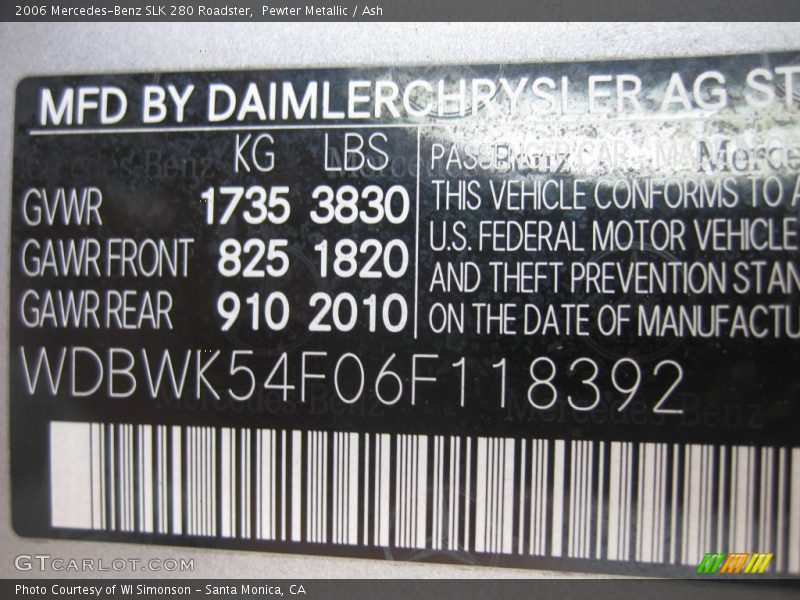 2006 Mercedes-Benz SLK 280 Roadster,  Pewter Metallic / Ash
MFD BY DAIMLERCHRYSLER AG ST
KG LBS
GVWR 1735 3830
GAWR FRONT 825 1820
GAWR REAR 910 2010
PASSENGER CAR
THIS VEHICLE CONFORMS TO A
U.S. FEDERAL MOTOR VEHICLE
AND THEFT PREVENTION STAN
ON THE DATE OF MANUFACTU
WDBWK54F06F118392
GTCARLOT.COM
Photo Courtesy of WI Simonson - Santa Monica, CA